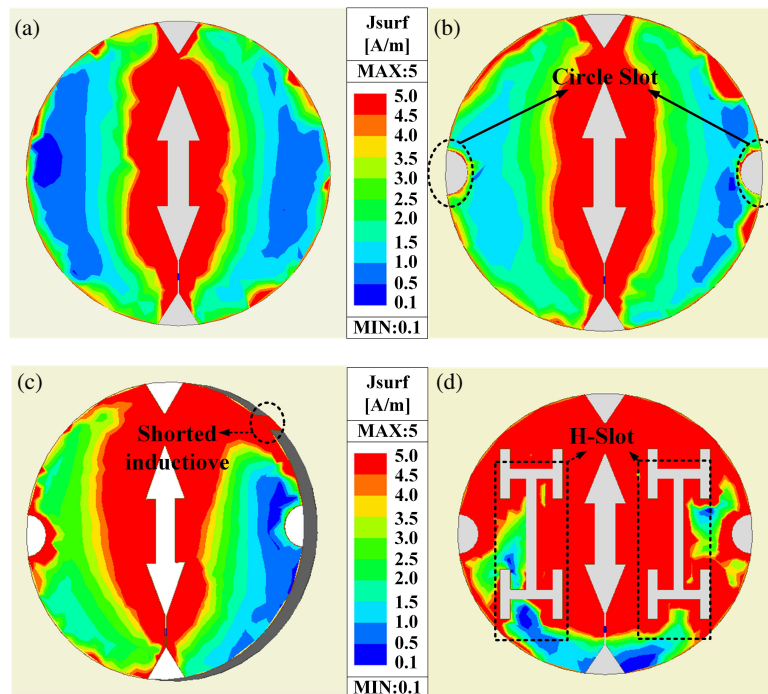 (a)
Jsurf
[A/m]
MAX:5
5.0
4.5
4.0
3.5
3.0
2.5
2.0
1.5
1.0
0.5
0.1
MIN:0.1
(b)
Circle Slot
(c)
Shorted
inductiove
Jsurf
[A/m]
MAX:5
5.0
4.5
4.0
3.5
3.0
2.5
2.0
1.5
1.0
0.5
0.1
MIN:0.1
(d)
H-Slot